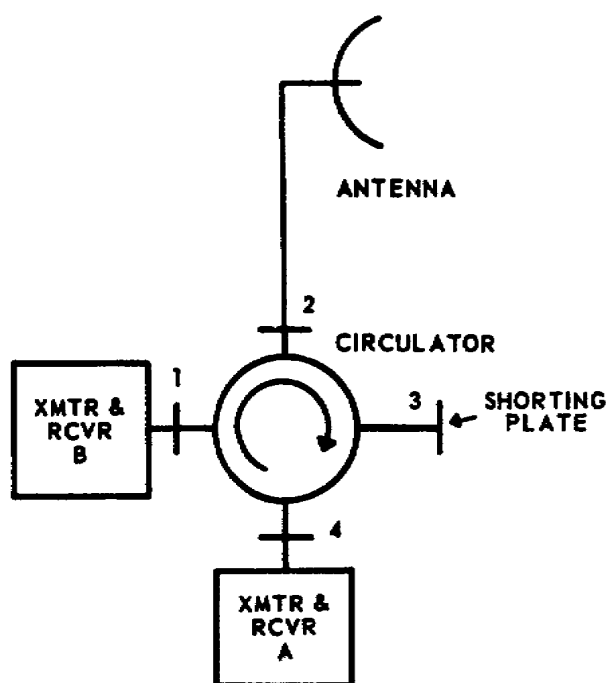 ANTENNA
2
CIRCULATOR
1
3
SHORTING
PLATE
XMTR &
RCVR
B
4
XMTR &
RCVR
A